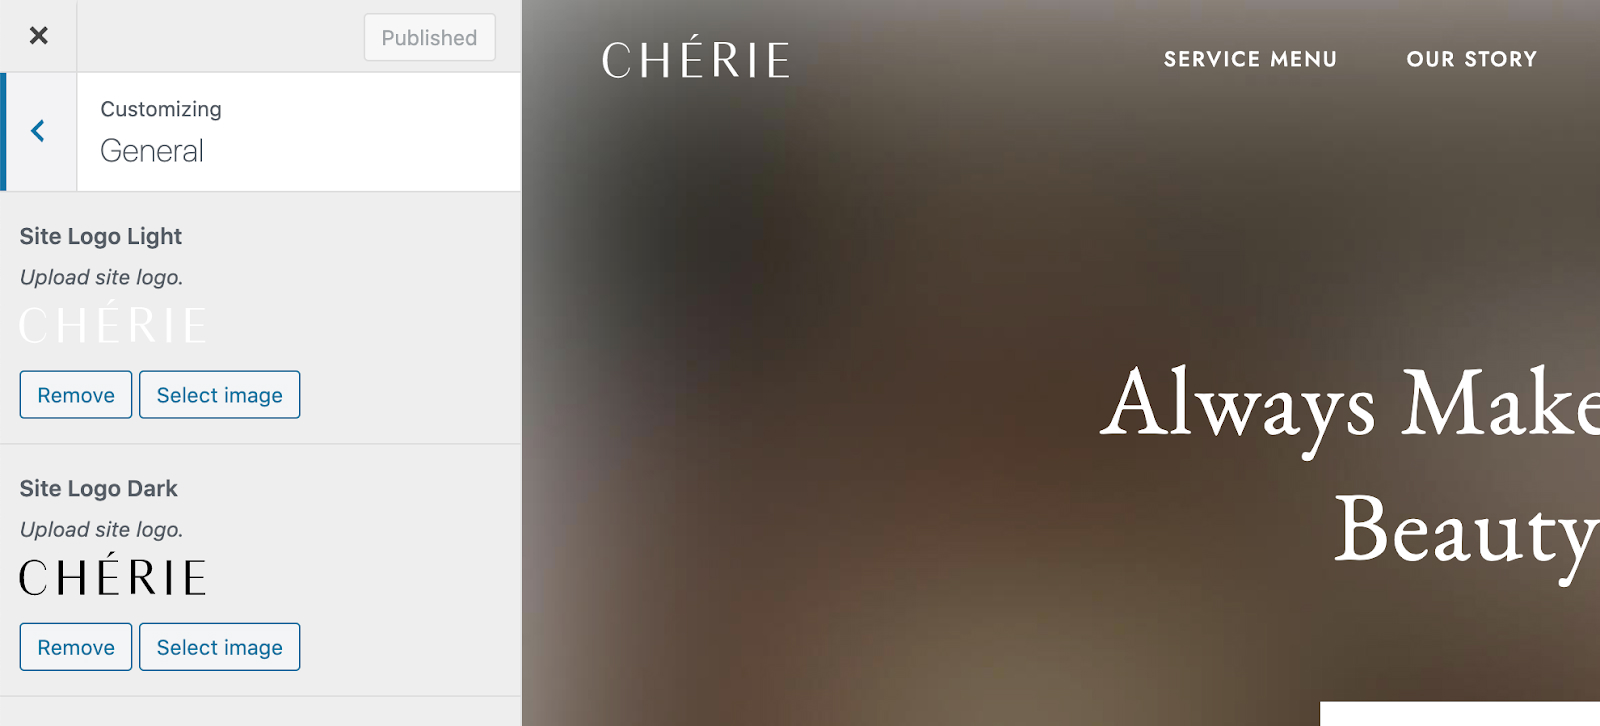 Published
Customizing
General
Site Logo Light
Upload site logo.
CHÉRIE
Remove
Select image
Site Logo Dark
Upload site logo.
CHÉRIE
Remove
Select image
CHÉRIE
SERVICE MENU
OUR STORY
Always Make
Beauty